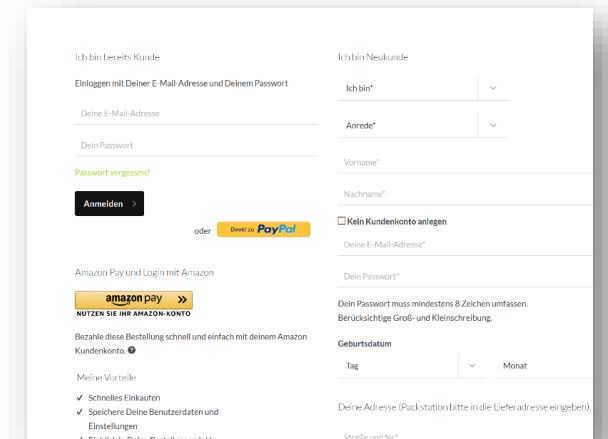 Ich bin bereits Kunde
Einloggen mit Deiner E-Mail-Adresse und Deinem Passwort
Deine E-Mail-Adresse
Dein Passwort
Passwort vergessen?
Anmelden
oder Direkt zu PayPal
Amazon Pay und Login mit Amazon
amazon pay
NUTZEN SIE IHR AMAZON-KONTO
Bezahle diese Bestellung schnell und einfach mit deinem Amazon
Kundenkonto.
Meine Vorteile
Schnelles Einkaufen
Speichere Deine Benutzerdaten und
Einstellungen
Ich bin Neukunde
Ich bin*
Anrede*
Vorname*
Nachname*
Kein Kundenkonto anlegen
Deine E-Mail-Adresse*
Dein Passwort*
Dein Passwort muss mindestens 8 Zeichen umfassen.
Berücksichtige Groß- und Kleinschreibung.
Geburtsdatum
Tag Monat
Deine Adresse (Packstation bitte in die Lieferadresse eingeben).
Straße und Nr*